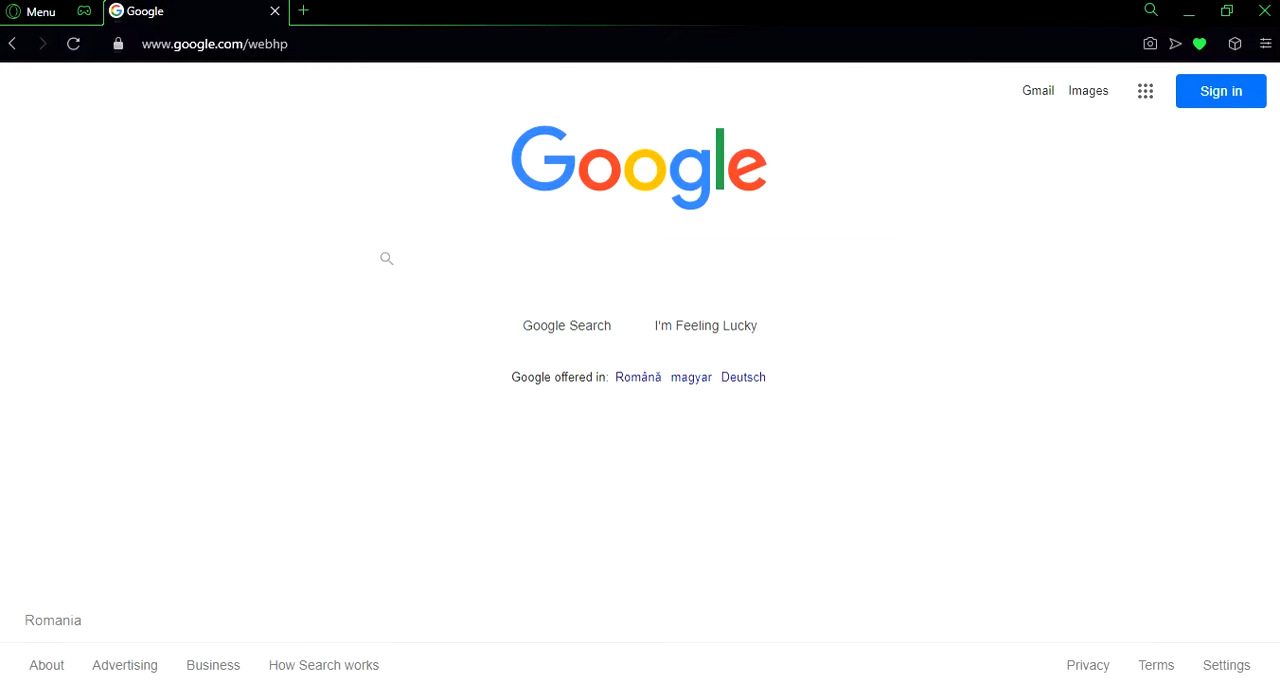 Menu Google
www.google.com/webhp
Gmail Images Sign in
Google
Google Search I'm Feeling Lucky
Google offered in: Română magyar Deutsch
Romania
About Advertising Business How Search works Privacy Terms Settings